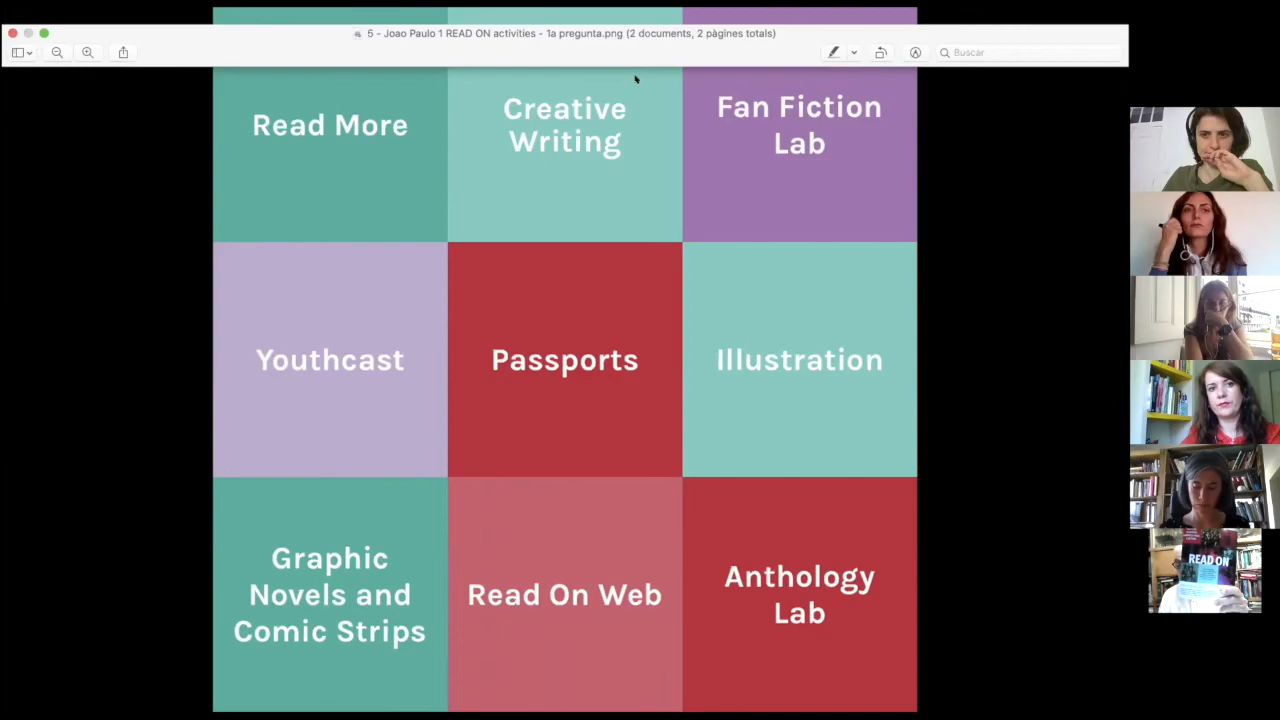 5 - Joao Paulo 1 READ ON activities - 1a pregunta.png (2 documents, 2 pàgines totals)
Buscar
Read More
Creative
Writing
Fan Fiction
Lab
Youthcast
Passports
Illustration
Graphic
Novels and
Comic Strips
Read On Web
Anthology
Lab
READ ON